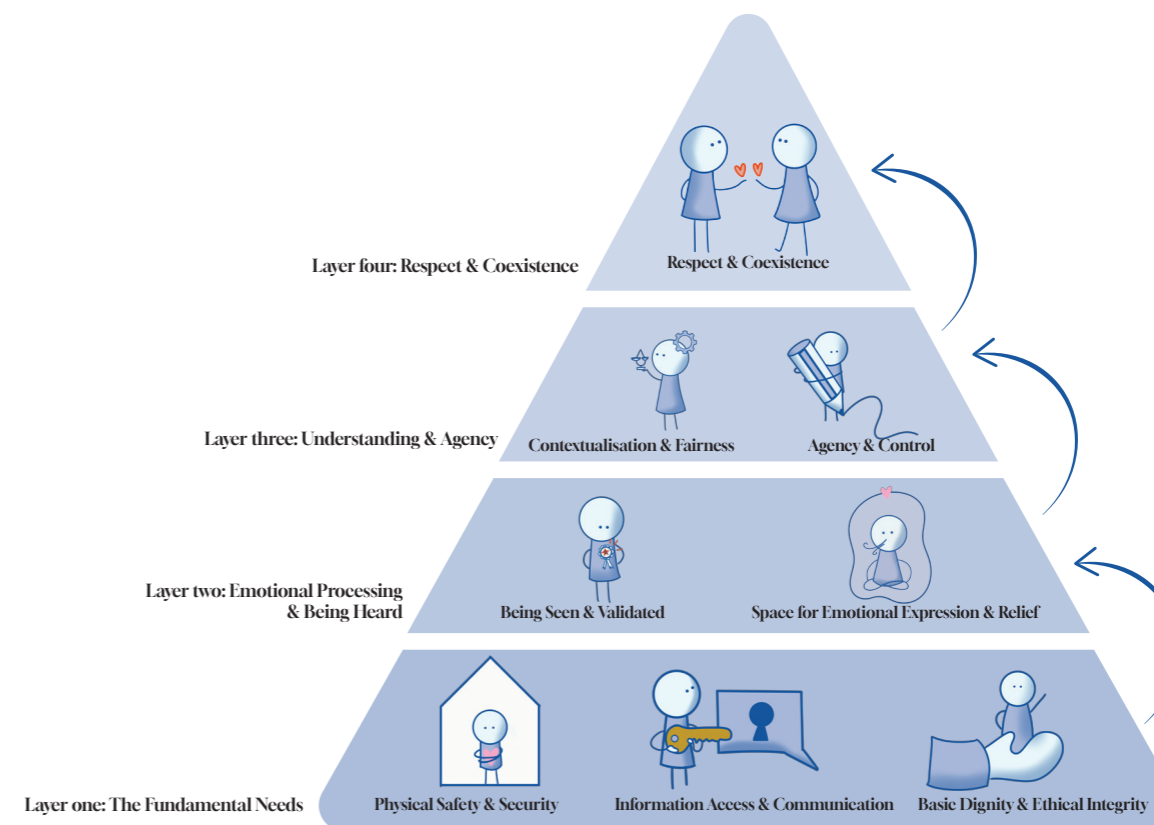 Layer four: Respect & Coexistence
Respect & Coexistence
Layer three: Understanding & Agency
Contextualisation & Fairness
Agency & Control
Layer two: Emotional Processing
& Being Heard
Being Seen & Validated
Space for Emotional Expression & Relief
Layer one: The Fundamental Needs
Physical Safety & Security
Information Access & Communication
Basic Dignity & Ethical Integrity